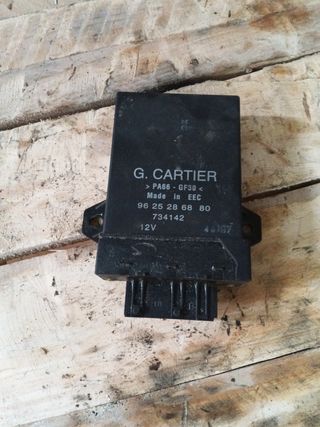 G. CARTIER
> PA66 - GF30 <
Made in EEC
96 25 28 68 80
734142
12V